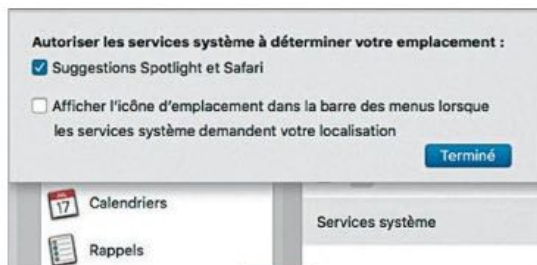 Autoriser les services système à déterminer votre emplacement :
Suggestions Spotlight et Safari
Afficher l'icône d'emplacement dans la barre des menus lorsque
les services système demandent votre localisation
Terminé
17
Calendriers
Services système
Rappels